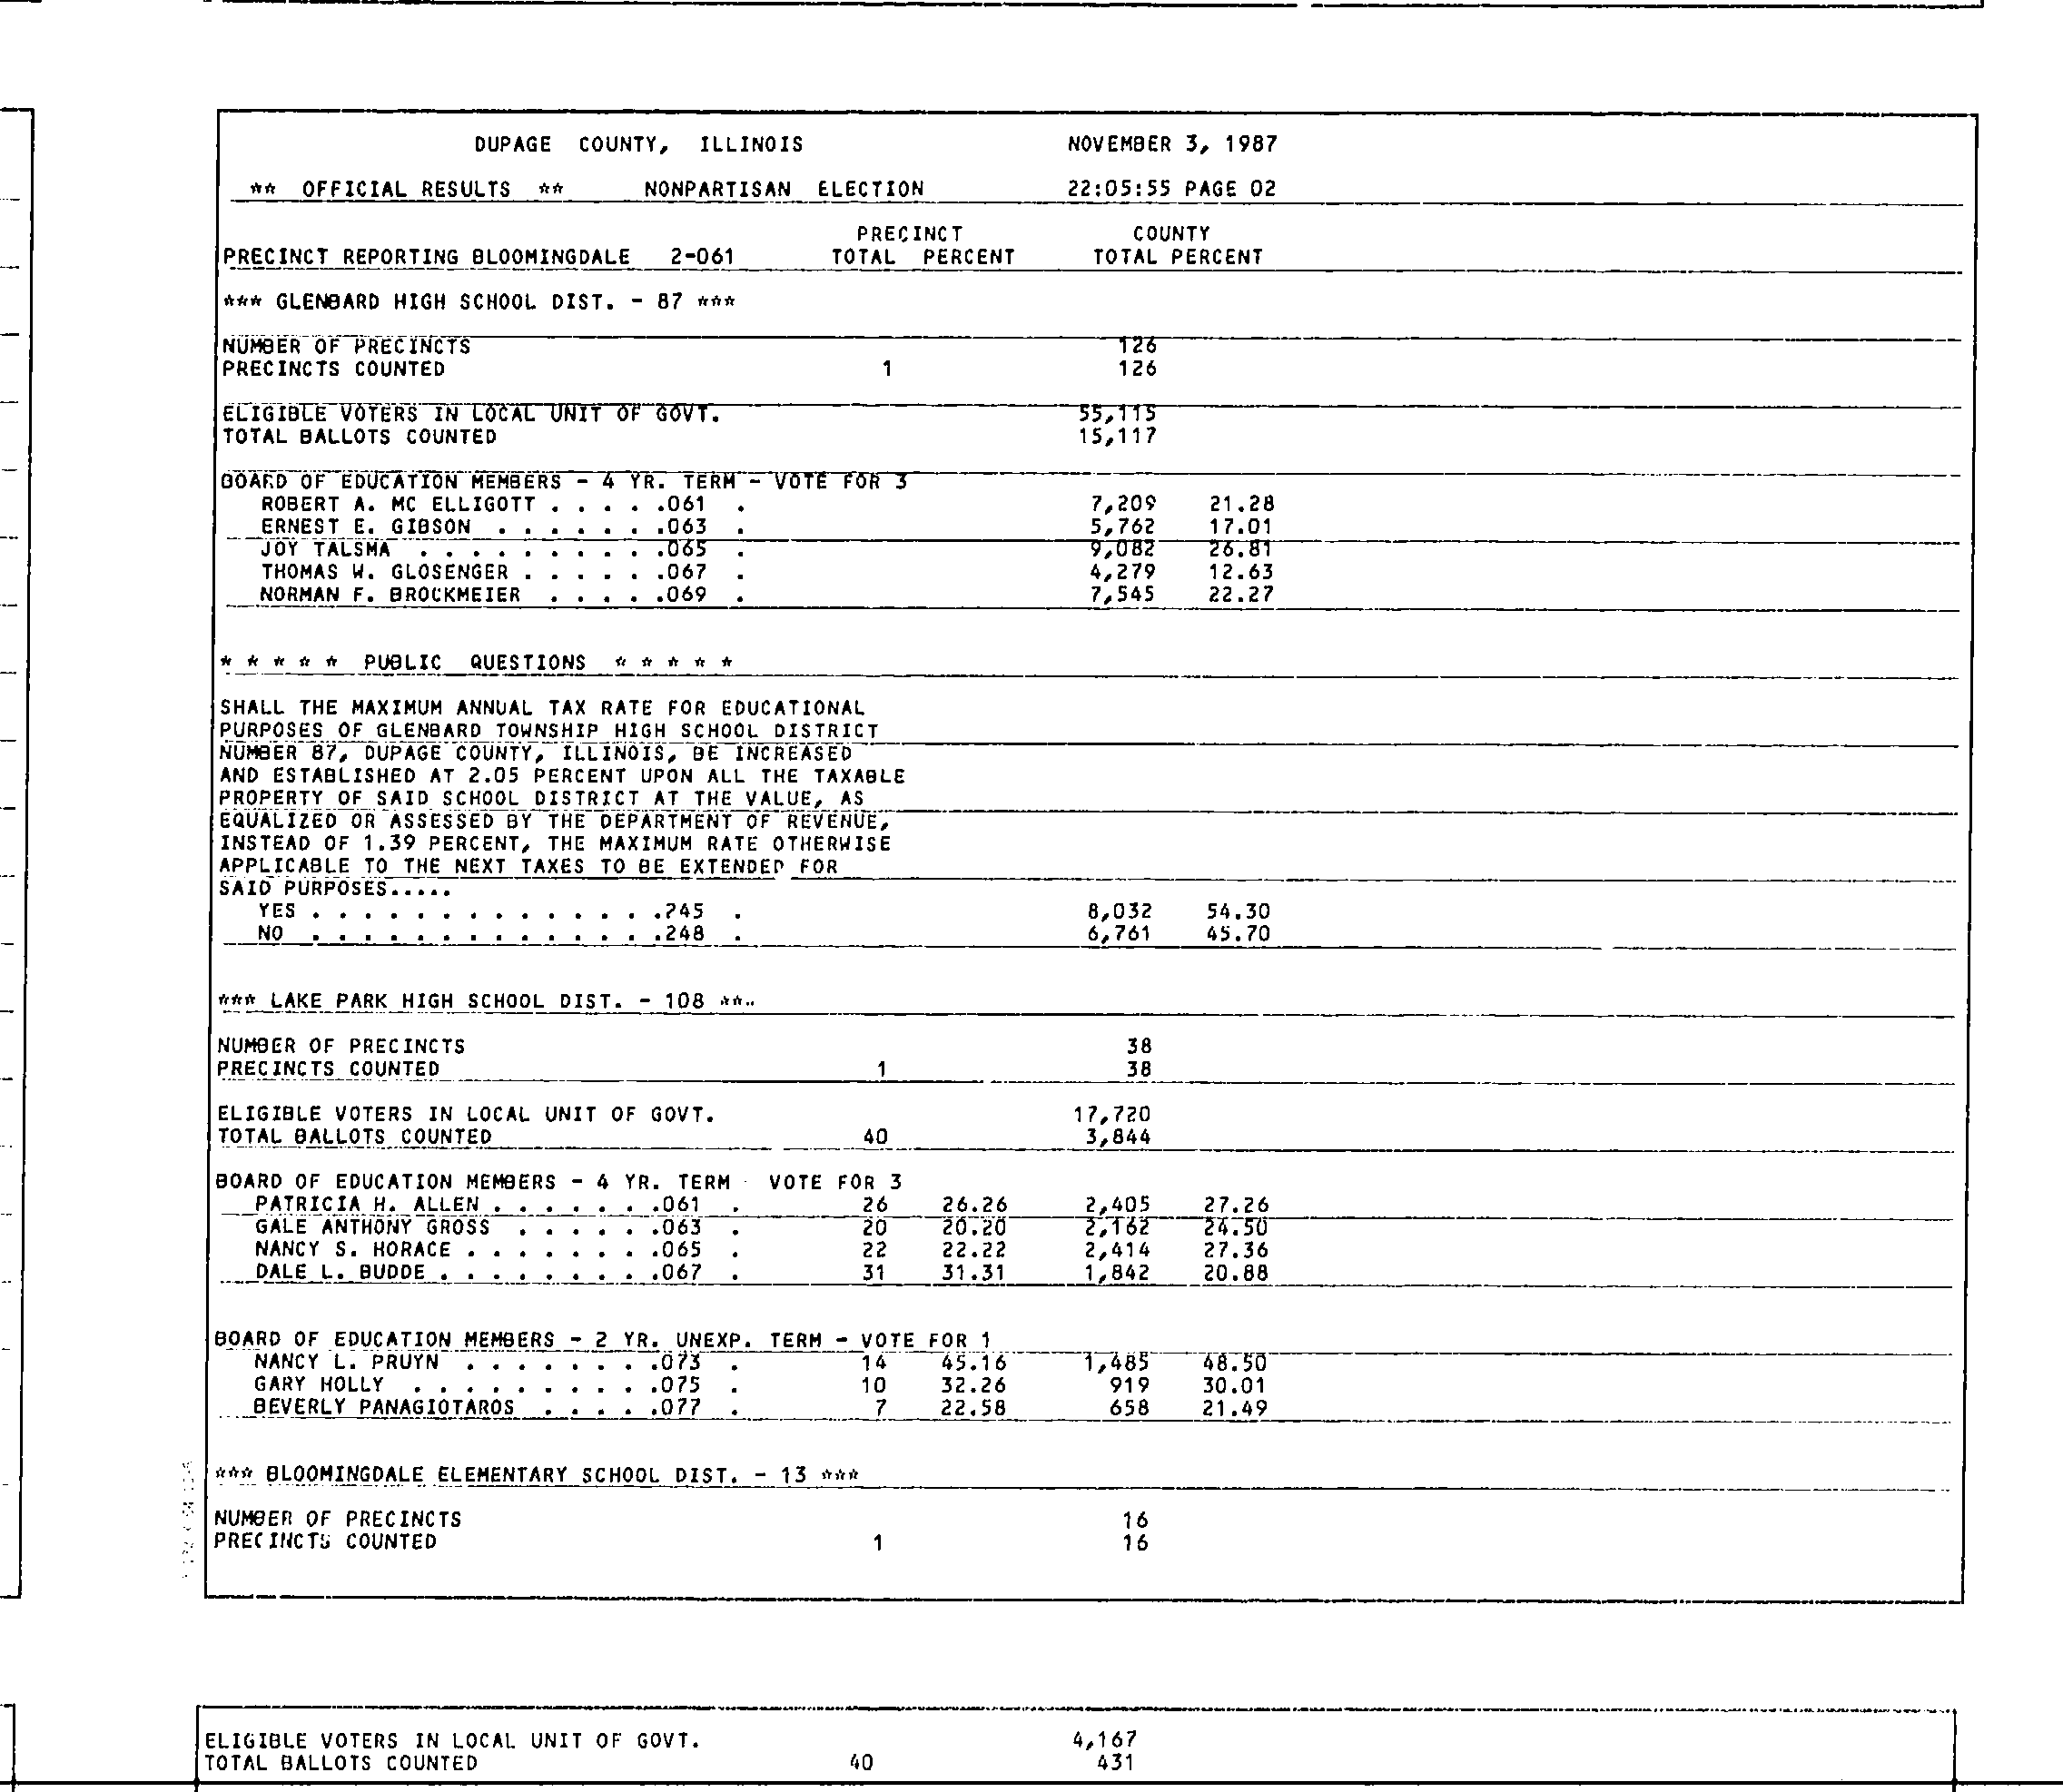 DUPAGE COUNTY, ILLINOIS NOVEMBER 3, 1987
** OFFICIAL RESULTS ** NONPARTISAN ELECTION 22:05:55 PAGE 02
PRECINCT COUNTY
PRECINCT REPORTING BLOOMINGDALE 2-061 TOTAL PERCENT TOTAL PERCENT
*** GLENBARD HIGH SCHOOL DIST. - 87 ***
NUMBER OF PRECINCTS 126
PRECINCTS COUNTED 1 126
ELIGIBLE VOTERS IN LOCAL UNIT OF GOVT. 55,115
TOTAL BALLOTS COUNTED 15,117
BOARD OF EDUCATION MEMBERS - 4 YR. TERM - VOTE FOR 3
ROBERT A. MC ELLIGOTT . . . . .061 . 7,209 21.28
ERNEST E. GIBSON . . . . . . .063 . 5,762 17.01
JOY TALSMA . . . . . . . . . .065 . 9,082 26.81
THOMAS W. GLOSENGER . . . . . .067 . 4,279 12.63
NORMAN F. BROCKMEIER . . . . .069 . 7,545 22.27
* * * * * PUBLIC QUESTIONS * * * * *
SHALL THE MAXIMUM ANNUAL TAX RATE FOR EDUCATIONAL
PURPOSES OF GLENBARD TOWNSHIP HIGH SCHOOL DISTRICT
NUMBER 87, DUPAGE COUNTY, ILLINOIS, BE INCREASED
AND ESTABLISHED AT 2.05 PERCENT UPON ALL THE TAXABLE
PROPERTY OF SAID SCHOOL DISTRICT AT THE VALUE, AS
EQUALIZED OR ASSESSED BY THE DEPARTMENT OF REVENUE,
INSTEAD OF 1.39 PERCENT, THE MAXIMUM RATE OTHERWISE
APPLICABLE TO THE NEXT TAXES TO BE EXTENDED FOR
SAID PURPOSES.....
YES . . . . . . . . . . . . . .245 . 8,032 54.30
NO . . . . . . . . . . . . . .248 . 6,761 45.70
*** LAKE PARK HIGH SCHOOL DIST. - 108 ***
NUMBER OF PRECINCTS 38
PRECINCTS COUNTED 1 38
ELIGIBLE VOTERS IN LOCAL UNIT OF GOVT. 17,720
TOTAL BALLOTS COUNTED 40 3,844
BOARD OF EDUCATION MEMBERS - 4 YR. TERM - VOTE FOR 3
PATRICIA H. ALLEN . . . . . . .061 . 26 26.26 2,405 27.26
GALE ANTHONY GROSS . . . . . .063 . 20 20.20 2,162 24.50
NANCY S. HORACE . . . . . . . .065 . 22 22.22 2,414 27.36
DALE L. BUDDE . . . . . . . . .067 . 31 31.31 1,842 20.88
BOARD OF EDUCATION MEMBERS - 2 YR. UNEXP. TERM - VOTE FOR 1
NANCY L. PRUYN . . . . . . . .073 . 14 45.16 1,485 48.50
GARY HOLLY . . . . . . . . . .075 . 10 32.26 919 30.01
BEVERLY PANAGIOTAROS . . . . .077 . 7 22.58 658 21.49
*** BLOOMINGDALE ELEMENTARY SCHOOL DIST. - 13 ***
NUMBER OF PRECINCTS 16
PRECINCTS COUNTED 1 16
ELIGIBLE VOTERS IN LOCAL UNIT OF GOVT. 4,167
TOTAL BALLOTS COUNTED 40 431